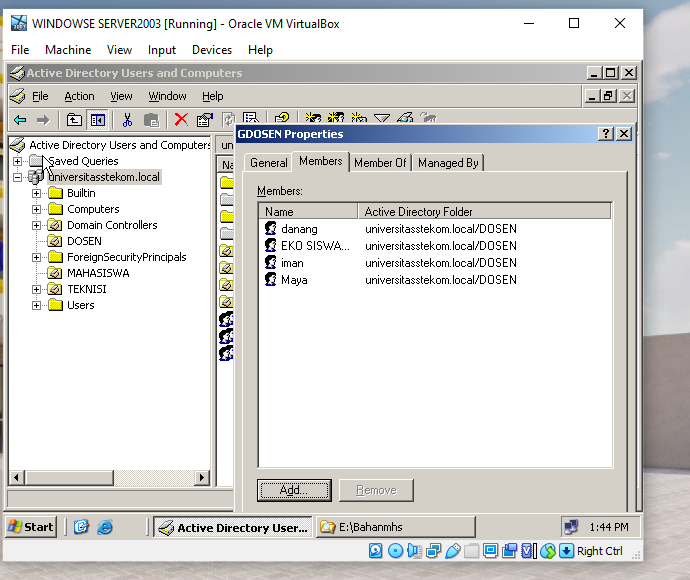 WINDOWSE SERVER2003 [Running] - Oracle VM VirtualBox
File Machine View Input Devices Help
Active Directory Users and Computers
File Action View Window Help
Active Directory Users and Computers
Saved Queries
universitasstekom.local
Builtin
Computers
Domain Controllers
DOSEN
ForeignSecurityPrincipals
MAHASISWA
TEKNISI
Users
GDOSEN Properties
General Members Member Of Managed By
Members:
Name Active Directory Folder
danang universitasstekom.local/DOSEN
EKO SISWA... universitasstekom.local/DOSEN
iman universitasstekom.local/DOSEN
Maya universitasstekom.local/DOSEN
Add... Remove
Start Active Directory User... E:\Bahanmhs 1:44 PM
Right Ctrl